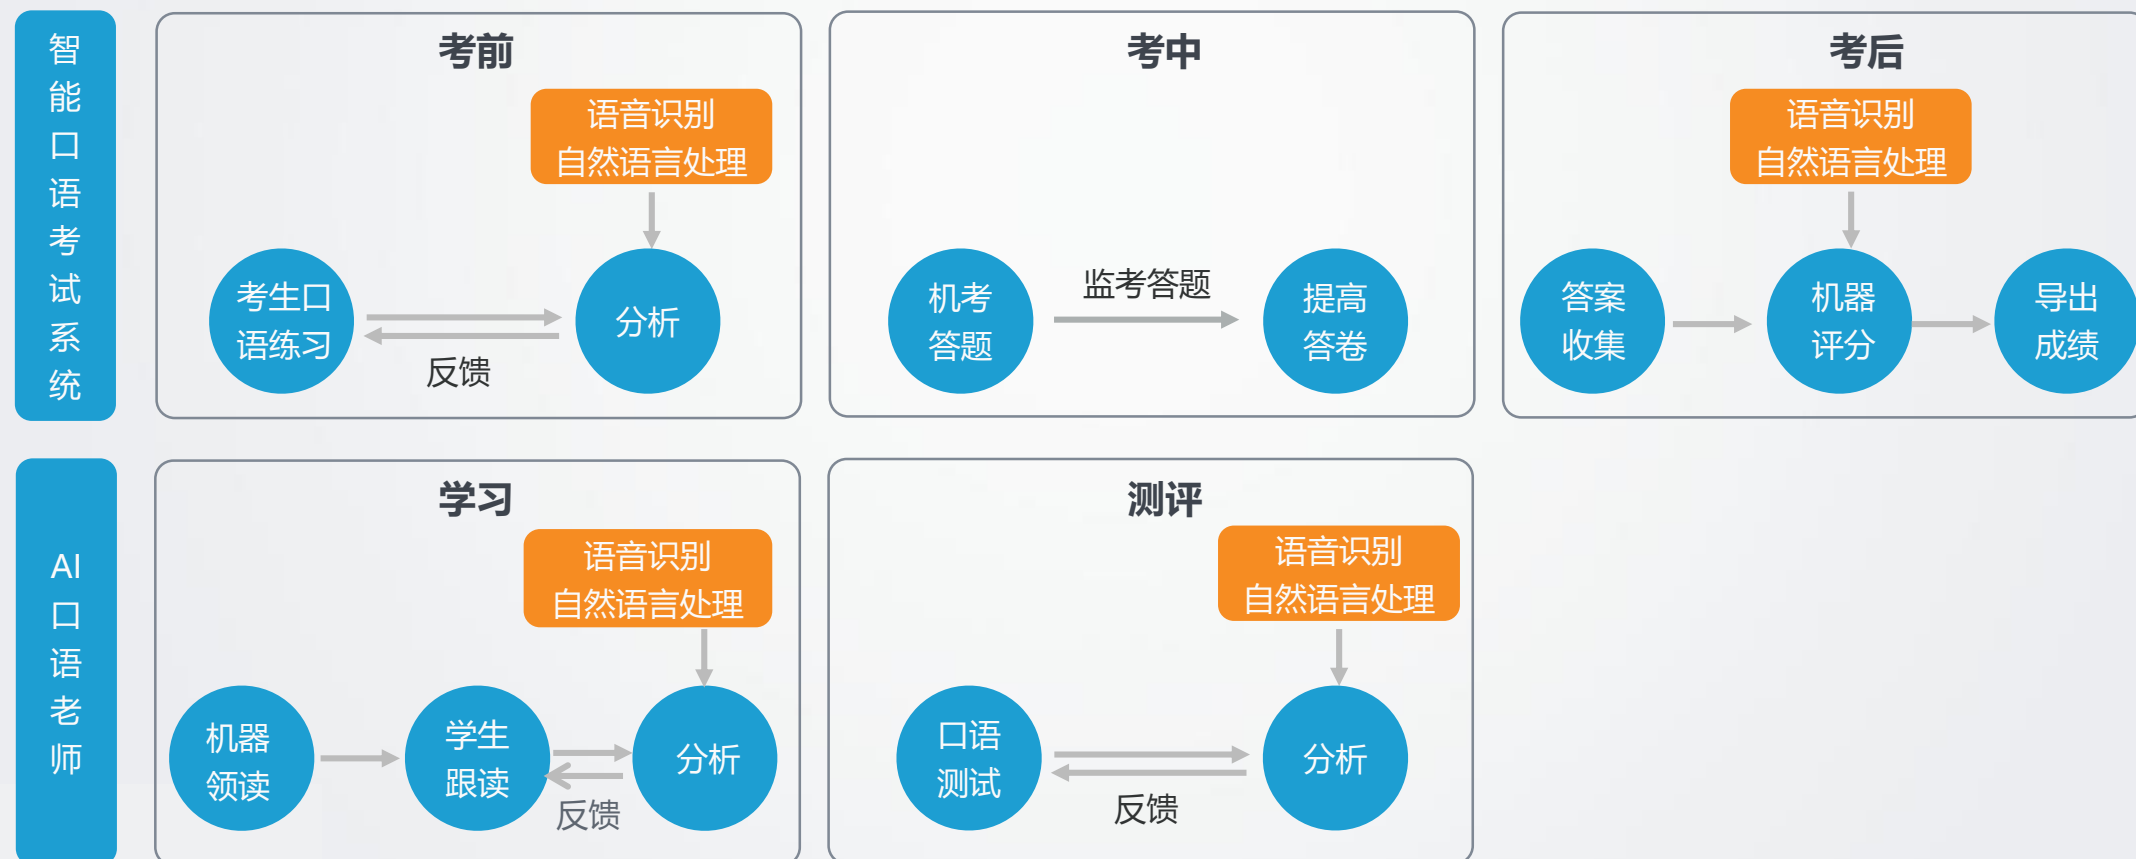 智
能
口
语
考
试
系
统
考前
语音识别
自然语言处理
考生口
语练习
分析
反馈
考中
机考
答题
监考答题
提高
答卷
考后
语音识别
自然语言处理
答案
收集
机器
评分
导出
成绩
AI
口
语
老
师
学习
语音识别
自然语言处理
机器
领读
学生
跟读
分析
反馈
测评
语音识别
自然语言处理
口语
测试
分析
反馈